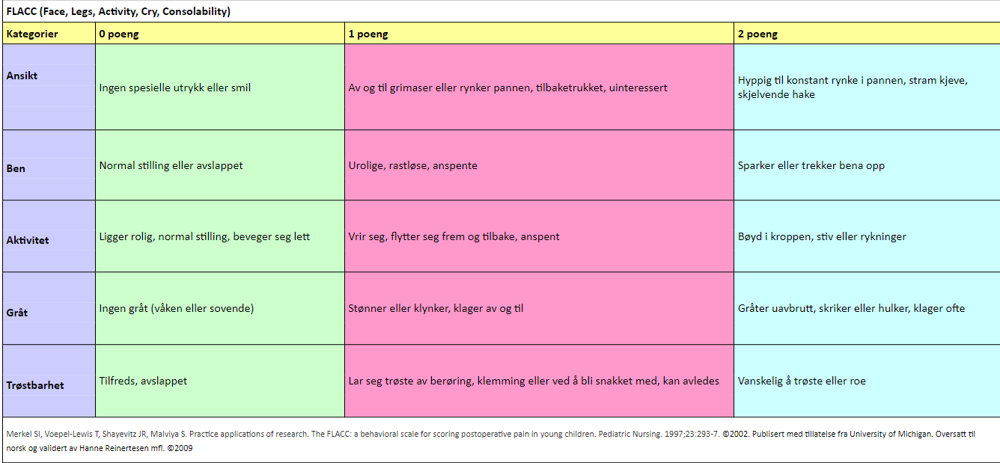 FLACC (Face, Legs, Activity, Cry, Consolability)
Kategorier 0 poeng 1 poeng 2 poeng
Ansikt Ingen spesielle utrykk eller smil Av og til grimaser eller rynker pannen, tilbaketrukket, uinteressert Hyppig til konstant rynke i pannen, stram kjeve,
skjelvende hake
Ben Normal stilling eller avslappet Urolige, rastløse, anspente Sparker eller trekker bena opp
Aktivitet Ligger rolig, normal stilling, beveger seg lett Vrir seg, flytter seg frem og tilbake, anspent Bøyd i kroppen, stiv eller rykninger
Gråt Ingen gråt (våken eller sovende) Stønner eller klynker, klager av og til Gråter uavbrutt, skriker eller hulker, klager ofte
Trøstbarhet Tilfreds, avslappet Lar seg trøste av berøring, klemming eller ved å bli snakket med, kan avledes Vanskelig å trøste eller roe
Merkel SI, Voepel-Lewis T, Shayevitz JR, Malviya S. Practice applications of research. The FLACC: a behavioral scale for scoring postoperative pain in young children. Pediatric Nursing. 1997;23:293-7. ©2002. Publisert med tillatelse fra University of Michigan. Oversatt til
norsk og validert av Hanne Reinertesen mfl. ©2009